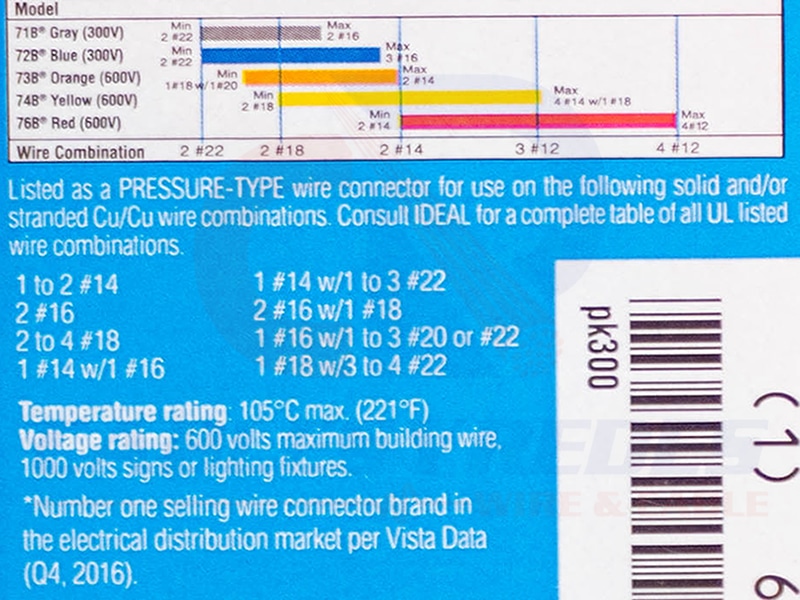 Model
71B® Gray (300V) Min 2 #22 Max 2 #16
72B® Blue (300V) Min 2 #22 Max 3 #16
73B® Orange (600V) Min 1#18 w/1#20 Max 2 #14
74B® Yellow (600V) Min 2 #18 Max 4 #14 w/1 #18
76B® Red (600V) Min 2 #14 Max 4#12
Wire Combination 2 #22 2 #18 2 #14 3 #12 4 #12
Listed as a PRESSURE-TYPE wire connector for use on the following solid and/or
stranded Cu/Cu wire combinations. Consult IDEAL for a complete table of all UL listed
wire combinations.
1 to 2 #14
2 #16
2 to 4 #18
1 #14 w/1 #16
1 #14 w/1 to 3 #22
2 #16 w/1 #18
1 #16 w/1 to 3 #20 or #22
1 #18 w/3 to 4 #22
Temperature rating: 105°C max. (221°F)
Voltage rating: 600 volts maximum building wire,
1000 volts signs or lighting fixtures.
*Number one selling wire connector brand in
the electrical distribution market per Vista Data
(Q4, 2016).
pk300
(1)
6